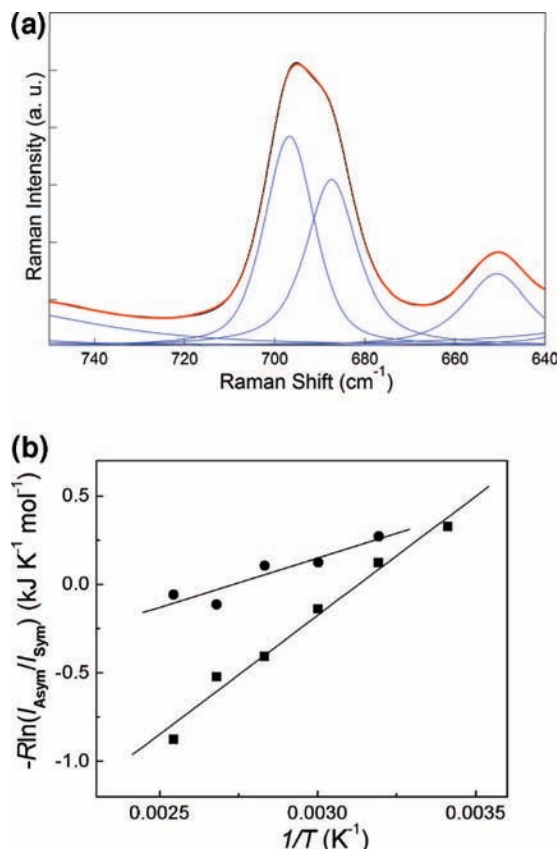 (a)
Raman Intensity (a. u.)
740 720 700 680 660 640
Raman Shift (cm⁻¹)
(b)
-Rln(I_Asym/I_Sym) (kJ K⁻¹ mol⁻¹)
0.5
0.0
-0.5
-1.0
0.0025 0.0030 0.0035
1/T (K⁻¹)